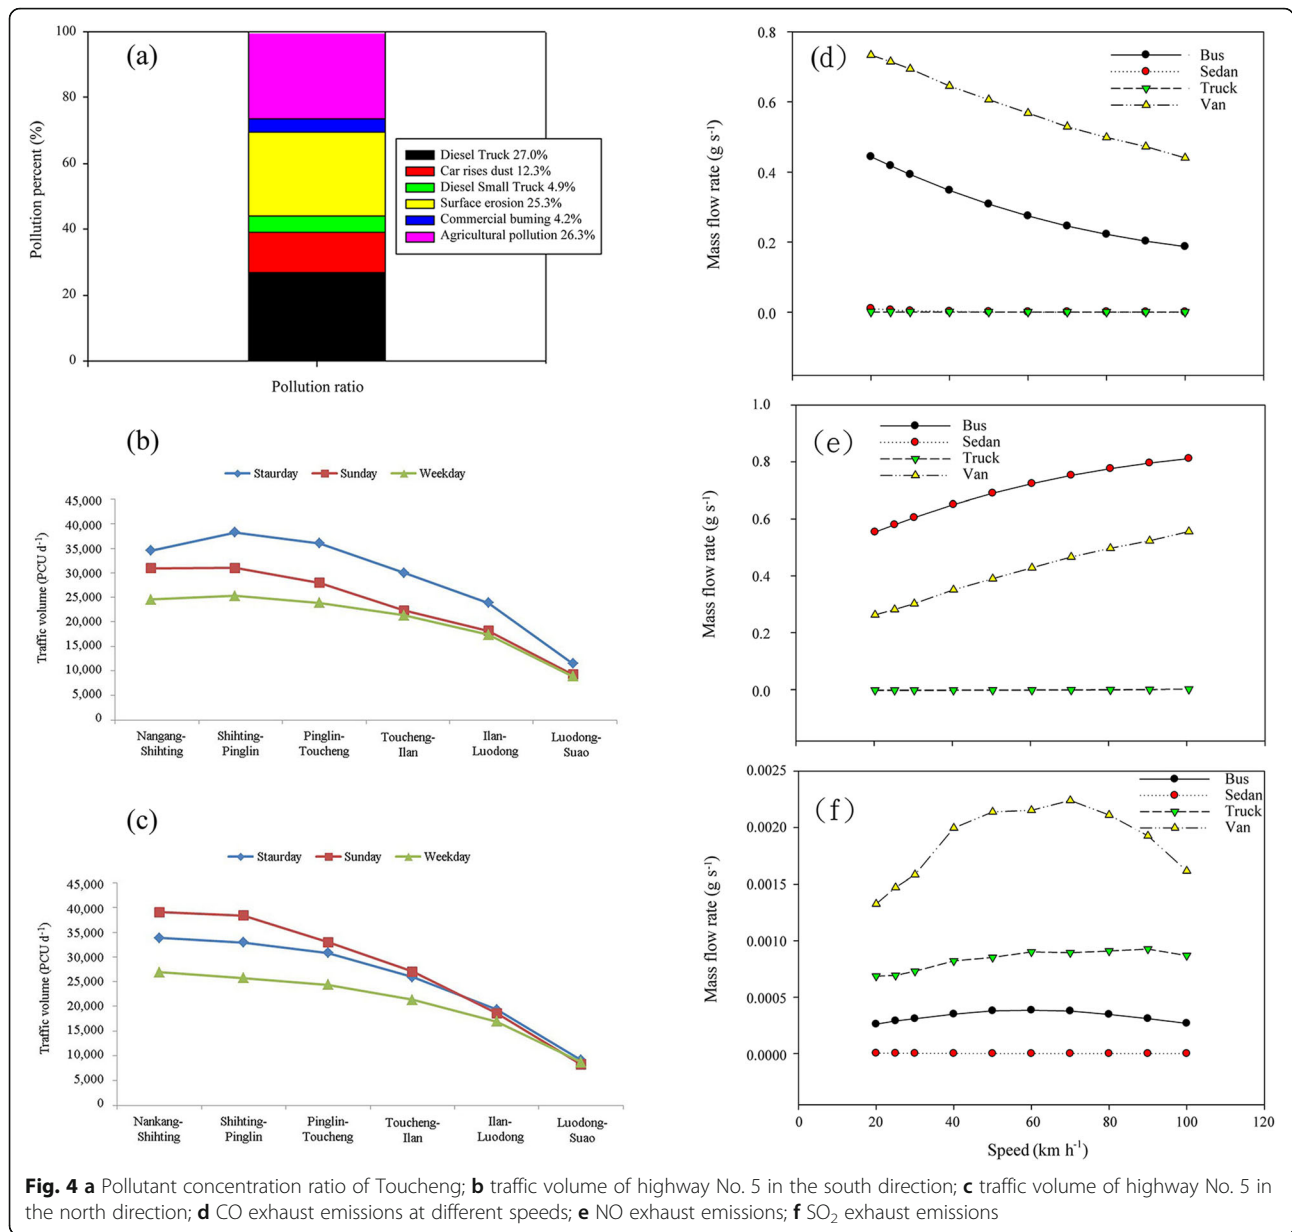 (a)
100
80
60
40
20
0
Pollution percent (%)
Pollution ratio
Diesel Truck 27.0%
Car rises dust 12.3%
Diesel Small Truck 4.9%
Surface erosion 25.3%
Commercial buming 4.2%
Agricultural pollution 26.3%
(b)
Staurday Sunday Weekday
45,000
40,000
35,000
30,000
25,000
20,000
15,000
10,000
5,000
0
Traffic volume (PCU d-1)
Nangang- Shihting- Pinglin- Toucheng- Ilan- Luodong-
Shihting Pinglin Toucheng Ilan Luodong Suao
(c)
Staurday Sunday Weekday
45,000
40,000
35,000
30,000
25,000
20,000
15,000
10,000
5,000
0
Traffic volume (PCU d-1)
Nankang- Shihting- Pinglin- Toucheng- Ilan- Luodong-
Shihting Pinglin Toucheng Ilan Luodong Suao
(d)
Bus
Sedan
Truck
Van
0.8
0.6
0.4
0.2
0.0
Mass flow rate (g s-1)
(e)
Bus
Sedan
Truck
Van
1.0
0.8
0.6
0.4
0.2
0.0
Mass flow rate (g s-1)
(f)
Bus
Sedan
Truck
Van
0.0025
0.0020
0.0015
0.0010
0.0005
0.0000
Mass flow rate (g s-1)
0 20 40 60 80 100 120
Speed (km h-1)
Fig. 4 a Pollutant concentration ratio of Toucheng; b traffic volume of highway No. 5 in the south direction; c traffic volume of highway No. 5 in
the north direction; d CO exhaust emissions at different speeds; e NO exhaust emissions; f SO2 exhaust emissions